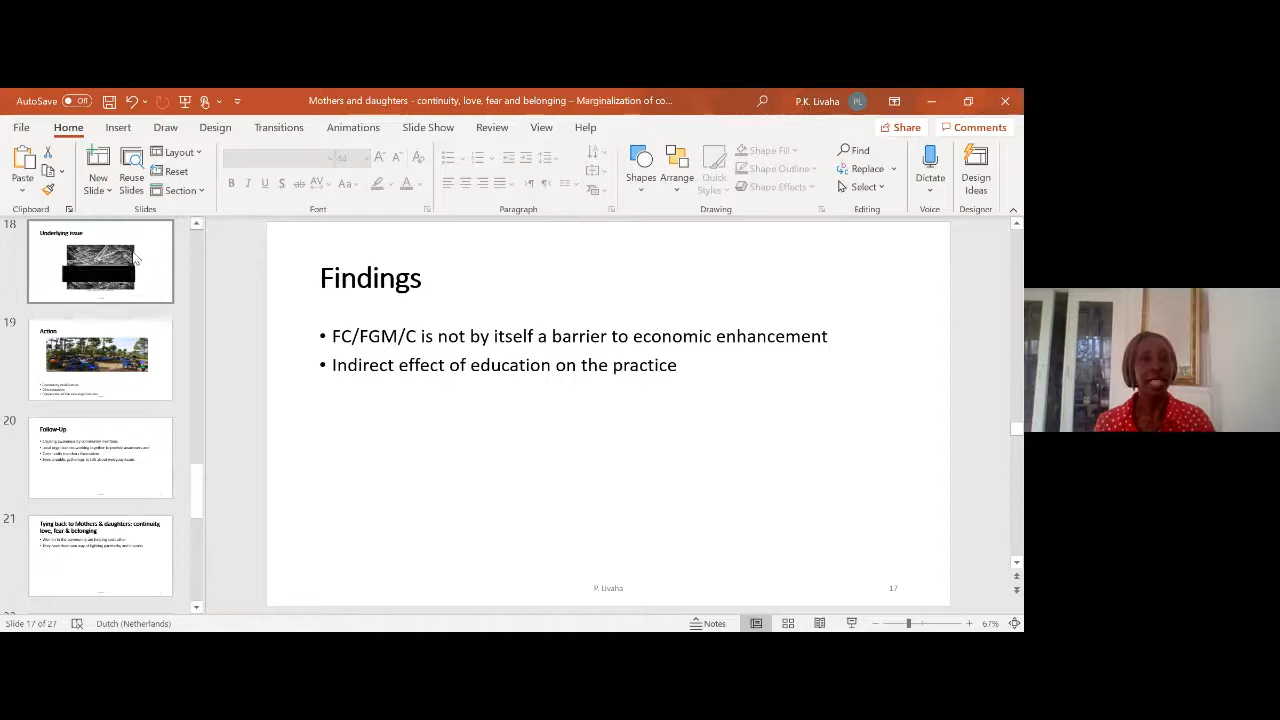 AutoSave Off
Mothers and daughters - continuity, love, fear and belonging – Marginalization of co...
P.K. Livaha PL
File Home Insert Draw Design Transitions Animations Slide Show Review View Help
Share Comments
Paste
New Slide
Reuse Slides
Layout
Reset
Section
Shapes
Arrange
Quick Styles
Shape Fill
Shape Outline
Shape Effects
Find
Replace
Select
Dictate
Design Ideas
Clipboard Slides Font Paragraph Drawing Editing Voice Designer
18
Underlying issue
19
Action
20
Follow-Up
21
Tying back to Mothers & daughters: continuity,
love, fear & belonging
Findings
• FC/FGM/C is not by itself a barrier to economic enhancement
• Indirect effect of education on the practice
P. Livaha
17
Slide 17 of 27 Dutch (Netherlands) Notes 67%